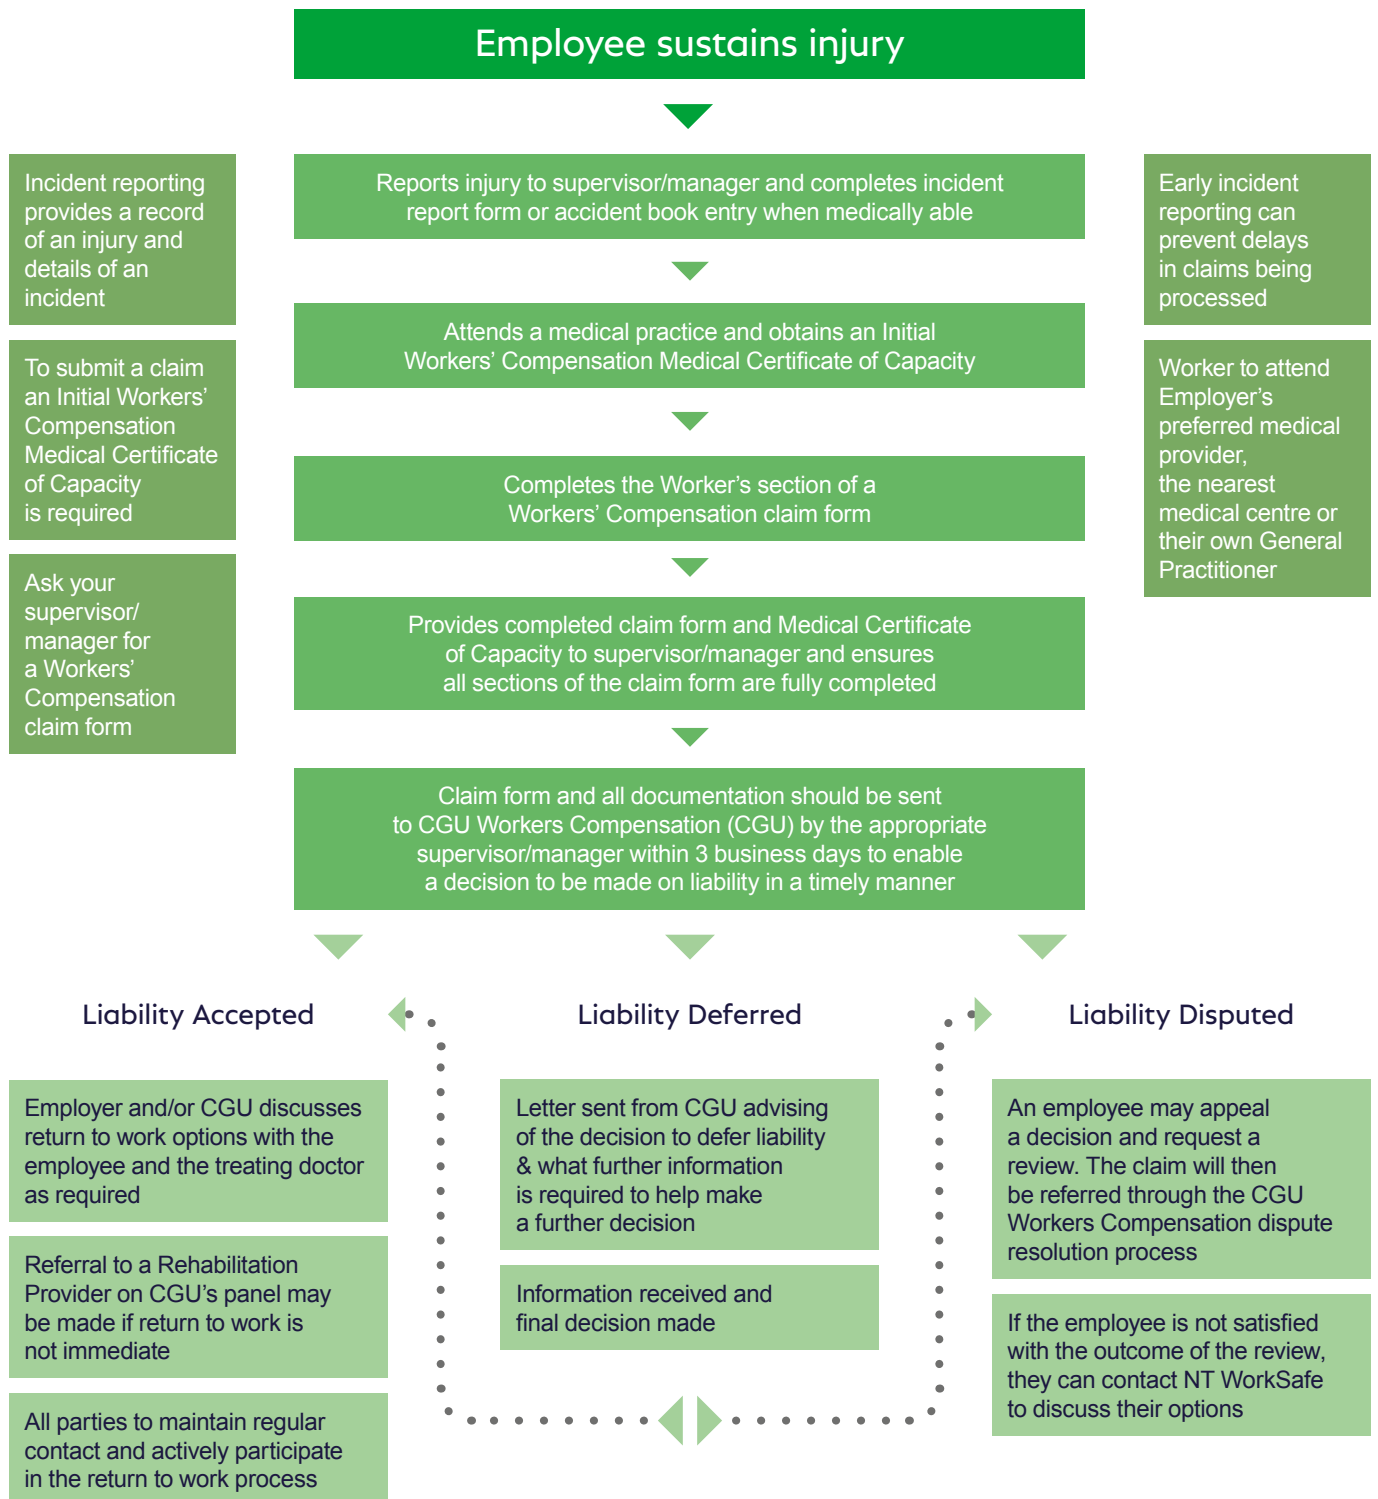 Employee sustains injury
Incident reporting
provides a record
of an injury and
details of an
incident
Reports injury to supervisor/manager and completes incident
report form or accident book entry when medically able
Early incident
reporting can
prevent delays
in claims being
processed
To submit a claim
an Initial Workers’
Compensation
Medical Certificate
of Capacity
is required
Attends a medical practice and obtains an Initial
Workers’ Compensation Medical Certificate of Capacity
Worker to attend
Employer’s
preferred medical
provider,
the nearest
medical centre or
their own General
Practitioner
Completes the Worker’s section of a
Workers’ Compensation claim form
Ask your
supervisor/
manager for
a Workers’
Compensation
claim form
Provides completed claim form and Medical Certificate
of Capacity to supervisor/manager and ensures
all sections of the claim form are fully completed
Claim form and all documentation should be sent
to CGU Workers Compensation (CGU) by the appropriate
supervisor/manager within 3 business days to enable
a decision to be made on liability in a timely manner
Liability Accepted
Employer and/or CGU discusses
return to work options with the
employee and the treating doctor
as required
Referral to a Rehabilitation
Provider on CGU’s panel may
be made if return to work is
not immediate
All parties to maintain regular
contact and actively participate
in the return to work process
Liability Deferred
Letter sent from CGU advising
of the decision to defer liability
& what further information
is required to help make
a further decision
Information received and
final decision made
Liability Disputed
An employee may appeal
a decision and request a
review. The claim will then
be referred through the CGU
Workers Compensation dispute
resolution process
If the employee is not satisfied
with the outcome of the review,
they can contact NT WorkSafe
to discuss their options